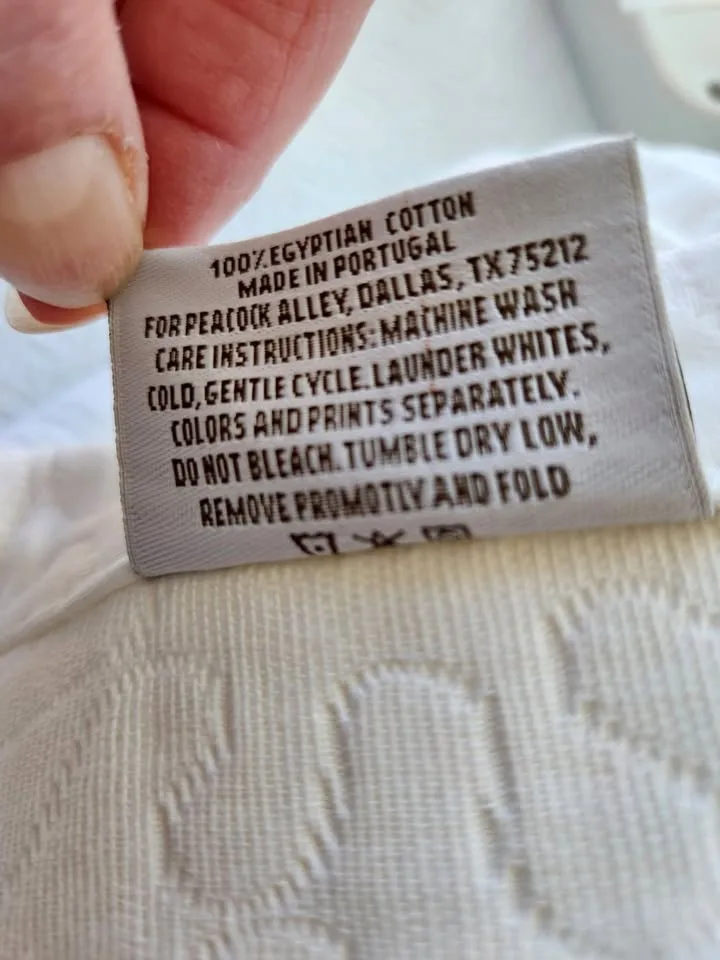 100% EGYPTIAN COTTON
MADE IN PORTUGAL
FOR PEACOCK ALLEY, DALLAS, TX 75212
CARE INSTRUCTIONS: MACHINE WASH
COLD, GENTLE CYCLE. LAUNDER WHITES,
COLORS AND PRINTS SEPARATELY.
DO NOT BLEACH. TUMBLE DRY LOW,
REMOVE PROMOTLY AND FOLD